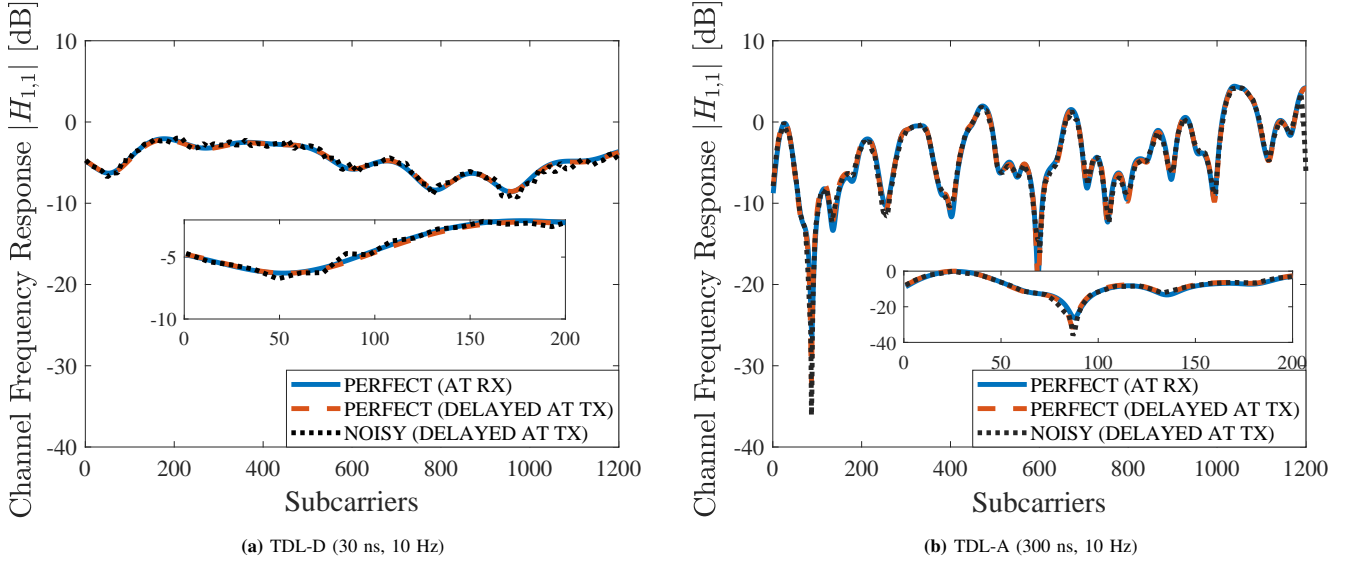 Channel Frequency Response |H1,1| [dB]
10
0
-10
-20
-30
-40
0 200 400 600 800 1000 1200
-5
-10
0 50 100 150 200
PERFECT (AT RX)
PERFECT (DELAYED AT TX)
NOISY (DELAYED AT TX)
Subcarriers
(a) TDL-D (30 ns, 10 Hz)
Channel Frequency Response |H1,1| [dB]
10
0
-10
-20
-30
-40
0 200 400 600 800 1000 1200
0
-20
-40
0 50 100 150 200
PERFECT (AT RX)
PERFECT (DELAYED AT TX)
NOISY (DELAYED AT TX)
Subcarriers
(b) TDL-A (300 ns, 10 Hz)